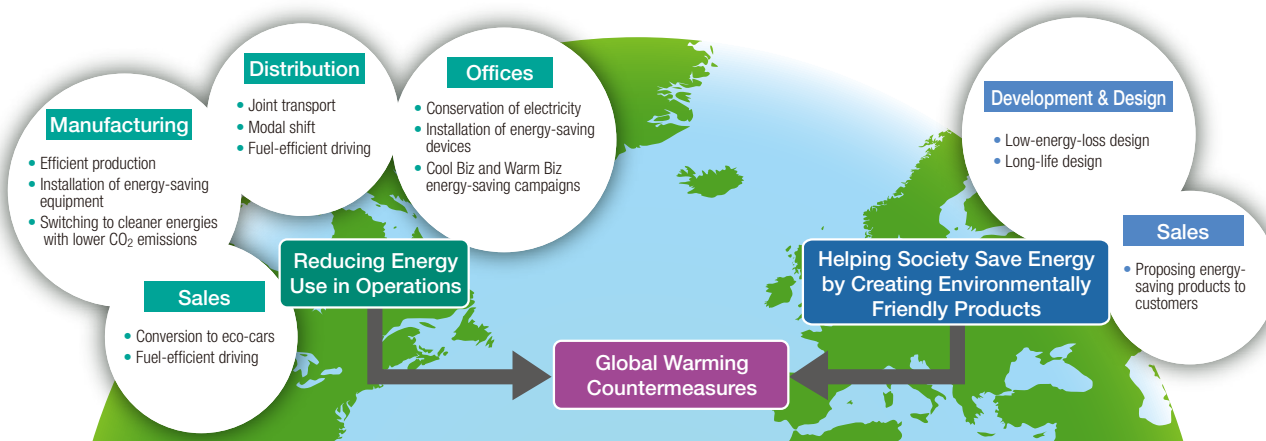 Manufacturing
• Efficient production
• Installation of energy-saving
equipment
• Switching to cleaner energies
with lower CO₂ emissions
Distribution
• Joint transport
• Modal shift
• Fuel-efficient driving
Offices
• Conservation of electricity
• Installation of energy-saving
devices
• Cool Biz and Warm Biz
energy-saving campaigns
Sales
• Conversion to eco-cars
• Fuel-efficient driving
Reducing Energy
Use in Operations
Development & Design
• Low-energy-loss design
• Long-life design
Sales
• Proposing energy-
saving products to
customers
Helping Society Save Energy
by Creating Environmentally
Friendly Products
Global Warming
Countermeasures